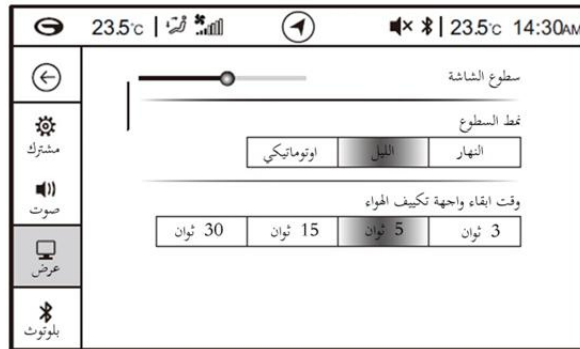 23.5°c 23.5°c 14:30AM
سطوع الشاشة
نمط السطوع
النهار الليل اوتوماتيكي
وقت ابقاء واجهة تكييف الهواء
3 ثوان 5 ثوان 15 ثوان 30 ثوان
مشترك
صوت
عرض
بلوتوث